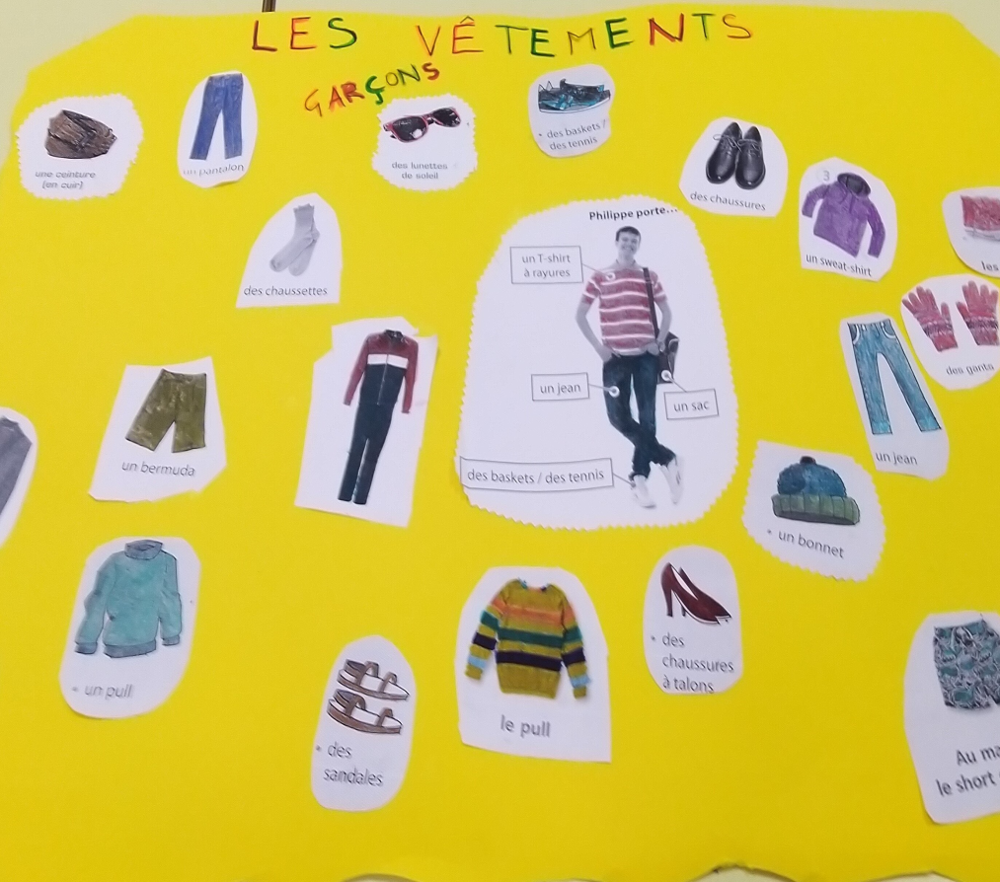 LES VÊTEMENTS
GARÇONS
une ceinture
(en cuir)
un pantalon
des lunettes
de soleil
• des baskets /
des tennis
des chaussures
3
un sweat-shirt
les
des chaussettes
Philippe porte...
un T-shirt
à rayures
un jean
un sac
des baskets / des tennis
des gants
un jean
un bermuda
• un bonnet
• un pull
• des
sandales
le pull
• des
chaussures
à talons
Au ma
le short